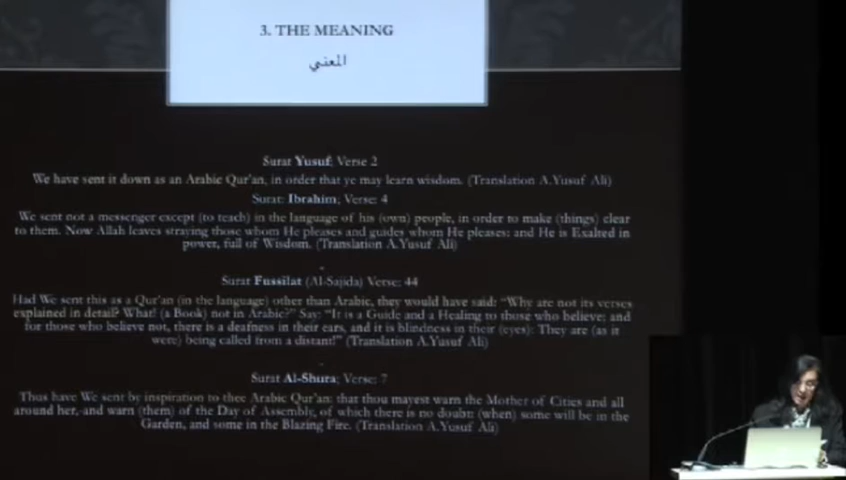 3. THE MEANING
المعني
Surat Yusuf; Verse 2
We have sent it down as an Arabic Qur'an, in order that ye may learn wisdom. (Translation A.Yusuf Ali)
Surat: Ibrahim; Verse: 4
We sent not a messenger except (to teach) in the language of his (own) people, in order to make (things) clear
to them. Now Allah leaves straying those whom He pleases and guides whom He pleases: and He is Exalted in
power, full of Wisdom. (Translation A.Yusuf Ali)
Surat Fussilat (Al-Sajida) Verse: 44
Had We sent this as a Qur'an (in the language) other than Arabic, they would have said: "Why are not its verses
explained in detail? What! (a Book) not in Arabic?" Say: "It is a Guide and a Healing to those who believe; and
for those who believe not, there is a deafness in their ears, and it is blindness in their (eyes): They are (as it
were) being called from a distant!" (Translation A.Yusuf Ali)
Surat Al-Shura; Verse: 7
Thus have We sent by inspiration to thee Arabic Qur'an: that thou mayest warn the Mother of Cities and all
around her,-and warn (them) of the Day of Assembly, of which there is no doubt: (when) some will be in the
Garden, and some in the Blazing Fire. (Translation A.Yusuf Ali)